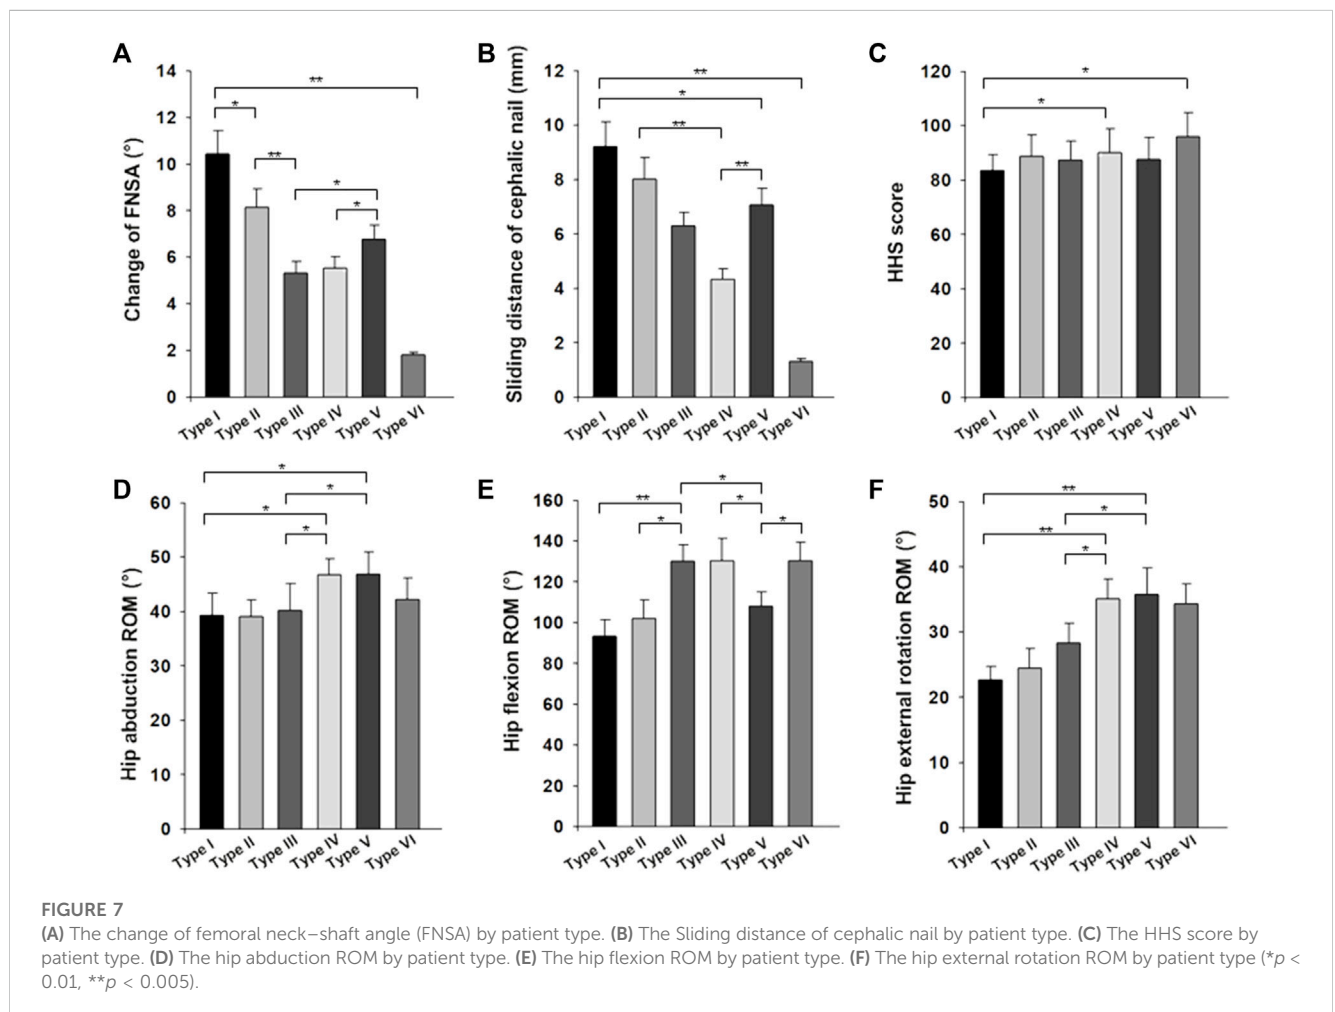 A
Change of FNSA (°)
14
12
10
8
6
4
2
0
**
*
**
*
*
Type I
Type II
Type III
Type IV
Type V
Type VI
B
Sliding distance of cephalic nail (mm)
12
10
8
6
4
2
0
**
*
**
**
Type I
Type II
Type III
Type IV
Type V
Type VI
C
HHS score
120
100
80
60
40
20
0
*
*
Type I
Type II
Type III
Type IV
Type V
Type VI
D
Hip abduction ROM (°)
60
50
40
30
20
10
0
*
*
*
*
Type I
Type II
Type III
Type IV
Type V
Type VI
E
Hip flexion ROM (°)
160
140
120
100
80
60
40
20
0
*
**
*
*
*
Type I
Type II
Type III
Type IV
Type V
Type VI
F
Hip external rotation ROM (°)
50
40
30
20
10
0
**
*
**
*
Type I
Type II
Type III
Type IV
Type V
Type VI
FIGURE 7
(A) The change of femoral neck–shaft angle (FNSA) by patient type. (B) The Sliding distance of cephalic nail by patient type. (C) The HHS score by
patient type. (D) The hip abduction ROM by patient type. (E) The hip flexion ROM by patient type. (F) The hip external rotation ROM by patient type (*p <
0.01, **p < 0.005).